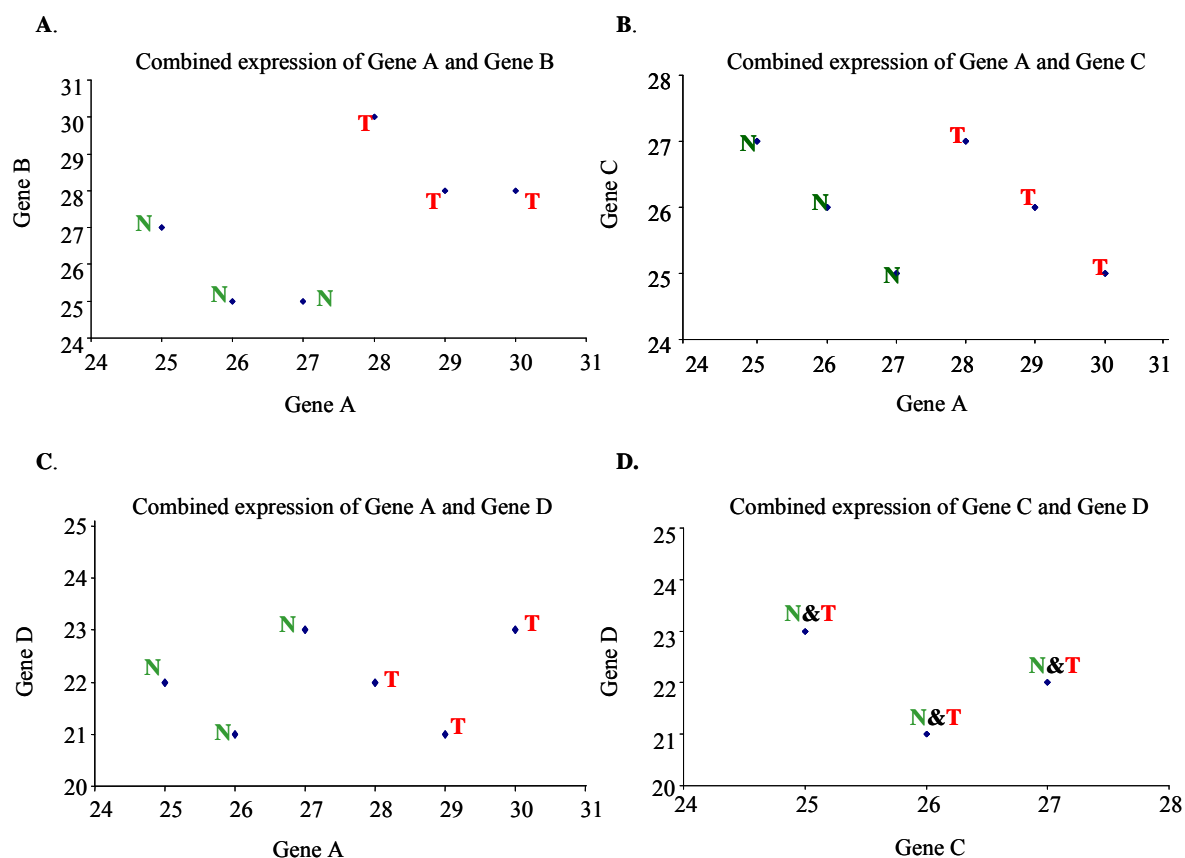 A.
Combined expression of Gene A and Gene B
31
30
29
28
27
26
25
24
Gene B
T
T
T
N
N
N
24 25 26 27 28 29 30 31
Gene A
B.
Combined expression of Gene A and Gene C
28
27
26
25
24
Gene C
N
T
N
T
N
T
24 25 26 27 28 29 30 31
Gene A
C.
Combined expression of Gene A and Gene D
25
24
23
22
21
20
Gene D
N
T
N
T
N
T
24 25 26 27 28 29 30 31
Gene A
D.
Combined expression of Gene C and Gene D
25
24
23
22
21
20
Gene D
N&T
N&T
N&T
24 25 26 27 28
Gene C